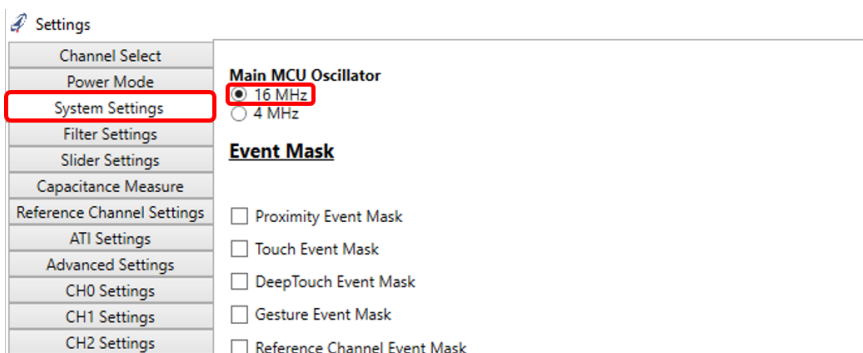 Settings
Channel Select
Power Mode
System Settings
Filter Settings
Slider Settings
Capacitance Measure
Reference Channel Settings
ATI Settings
Advanced Settings
CH0 Settings
CH1 Settings
CH2 Settings
Main MCU Oscillator
16 MHz
4 MHz
Event Mask
Proximity Event Mask
Touch Event Mask
DeepTouch Event Mask
Gesture Event Mask
Reference Channel Event Mask